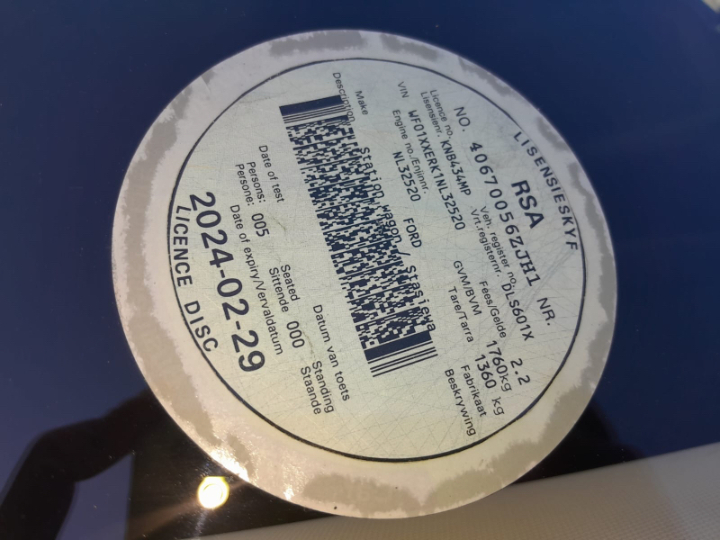 LISENSIESKYF
RSA
NO. 40670056ZJH1 NR. 2.2
Licence no. Veh. register no. Fees/Gelde
Lisensienr. KNB434MP Vrt.registernr. DLS601X
VIN WF01XXERK1NL32520 GVM/BVM 1760kg
Engine no./Enjinnr. NL32520 Tare/Tarra 1360 kg
Make FORD Fabrikaat
Description Station wagon / Stasiewa Beskrywing
Date of test Datum van toets
Persons: Seated Standing
Persone: 005 Sittende 000 Staande
Date of expiry/Vervaldatum
2024-02-29
LICENCE DISC